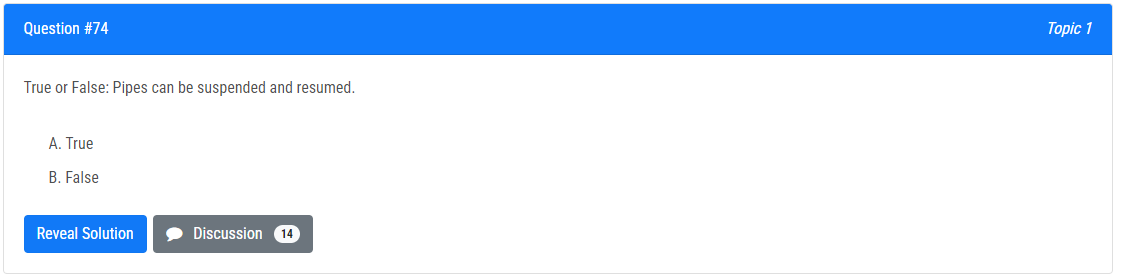 Question #74
Topic 1
True or False: Pipes can be suspended and resumed.
A. True
B. False
Reveal Solution
Discussion 14